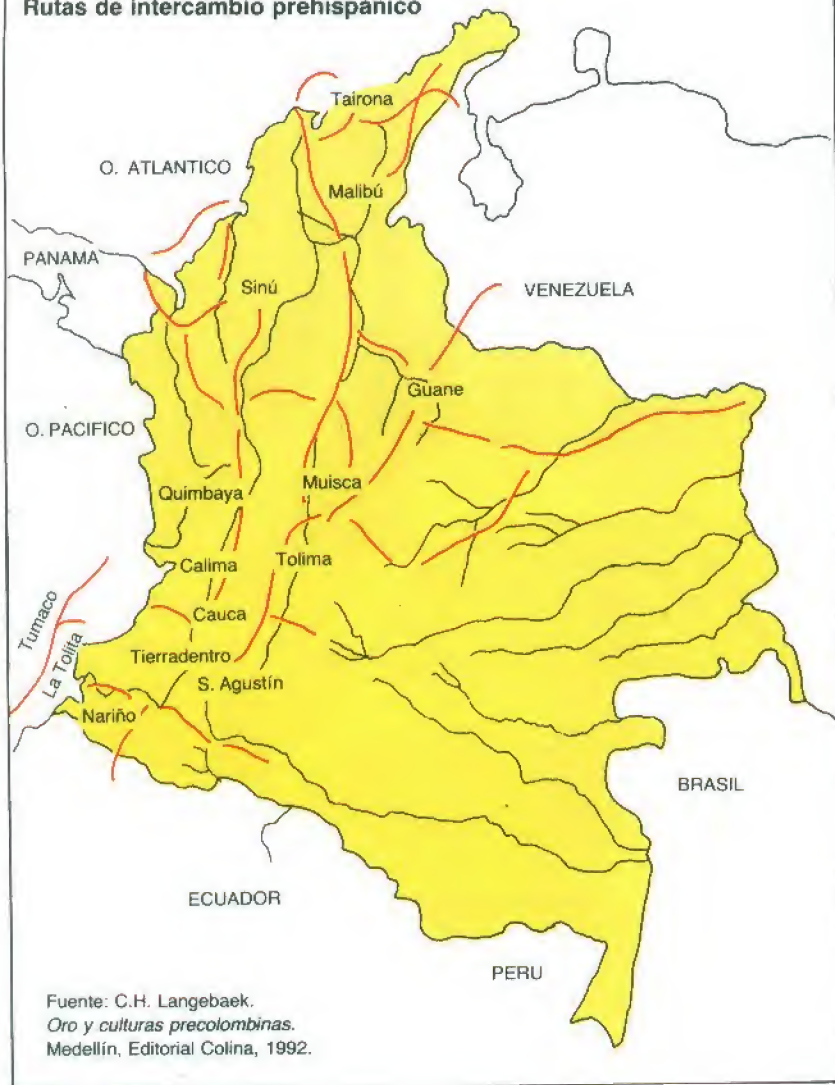 Rutas de intercambio prehispánico
Tairona
O. ATLANTICO
Malibú
PANAMA
Sinú
VENEZUELA
Guane
O. PACIFICO
Quimbaya
Muisca
Calima
Tolima
Cauca
Tumaco
La Tolita
Tierradentro
S. Agustín
Nariño
BRASIL
ECUADOR
PERU
Fuente: C.H. Langebaek.
Oro y culturas precolombinas.
Medellín, Editorial Colina, 1992.